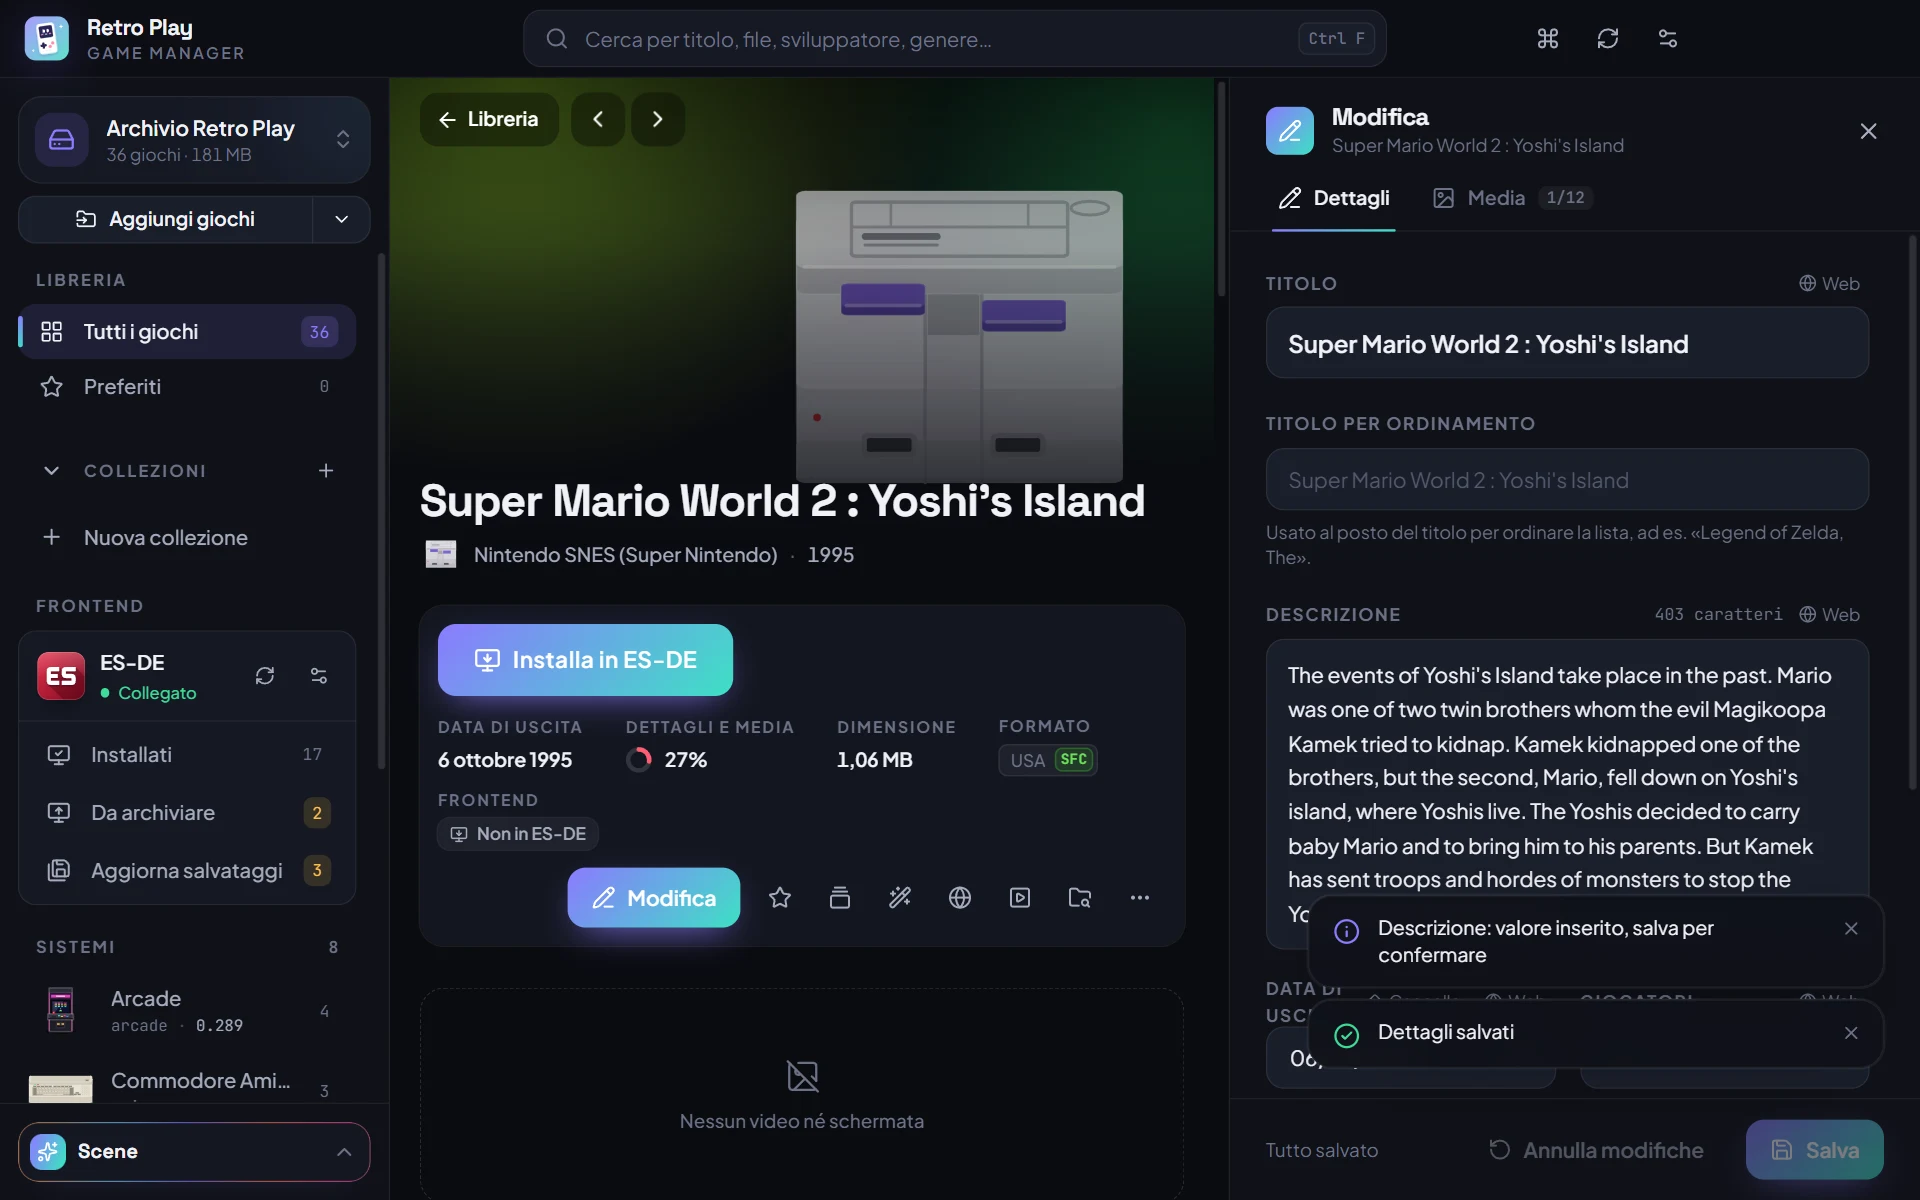 Retro Play
GAME MANAGER
Cerca per titolo, file, sviluppatore, genere...
Ctrl F
Archivio Retro Play
36 giochi · 181 MB
Aggiungi giochi
LIBRERIA
Tutti i giochi
36
Preferiti
0
COLLEZIONI
Nuova collezione
FRONTEND
ES
ES-DE
Collegato
Installati
17
Da archiviare
2
Aggiorna salvataggi
3
SISTEMI
8
Arcade
arcade · 0.289
4
Commodore Ami...
3
Scene
Libreria
Super Mario World 2 : Yoshi's Island
Nintendo SNES (Super Nintendo) · 1995
Installa in ES-DE
DATA DI USCITA
6 ottobre 1995
DETTAGLI E MEDIA
27%
DIMENSIONE
1,06 MB
FORMATO
USA SFC
FRONTEND
Non in ES-DE
Modifica
Nessun video né schermata
Modifica
Super Mario World 2 : Yoshi's Island
Dettagli
Media
1/12
TITOLO
Web
Super Mario World 2 : Yoshi's Island
TITOLO PER ORDINAMENTO
Super Mario World 2 : Yoshi's Island
Usato al posto del titolo per ordinare la lista, ad es. «Legend of Zelda,
The».
DESCRIZIONE
403 caratteri
Web
The events of Yoshi's Island take place in the past. Mario
was one of two twin brothers whom the evil Magikoopa
Kamek tried to kidnap. Kamek kidnapped one of the
brothers, but the second, Mario, fell down on Yoshi's
island, where Yoshis live. The Yoshis decided to carry
baby Mario and to bring him to his parents. But Kamek
has sent troops and hordes of monsters to stop the
Descrizione: valore inserito, salva per
confermare
DATA DI
Dettagli salvati
Tutto salvato
Annulla modifiche
Salva